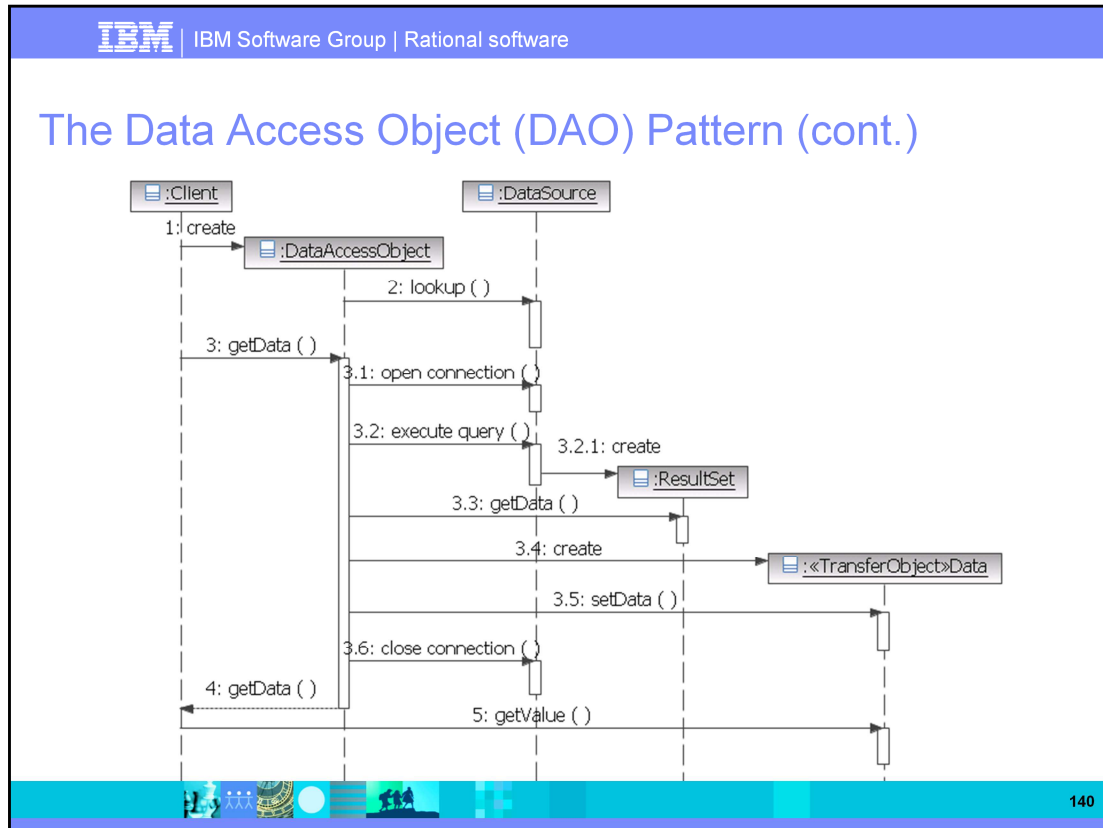 IBM | IBM Software Group | Rational software
The Data Access Object (DAO) Pattern (cont.)
:Client
:DataSource
1: create
:DataAccessObject
2: lookup ( )
3: getData ( )
3.1: open connection ( )
3.2: execute query ( )
3.2.1: create
:ResultSet
3.3: getData ( )
3.4: create
:«TransferObject»Data
3.5: setData ( )
3.6: close connection ( )
4: getData ( )
5: getValue ( )
140